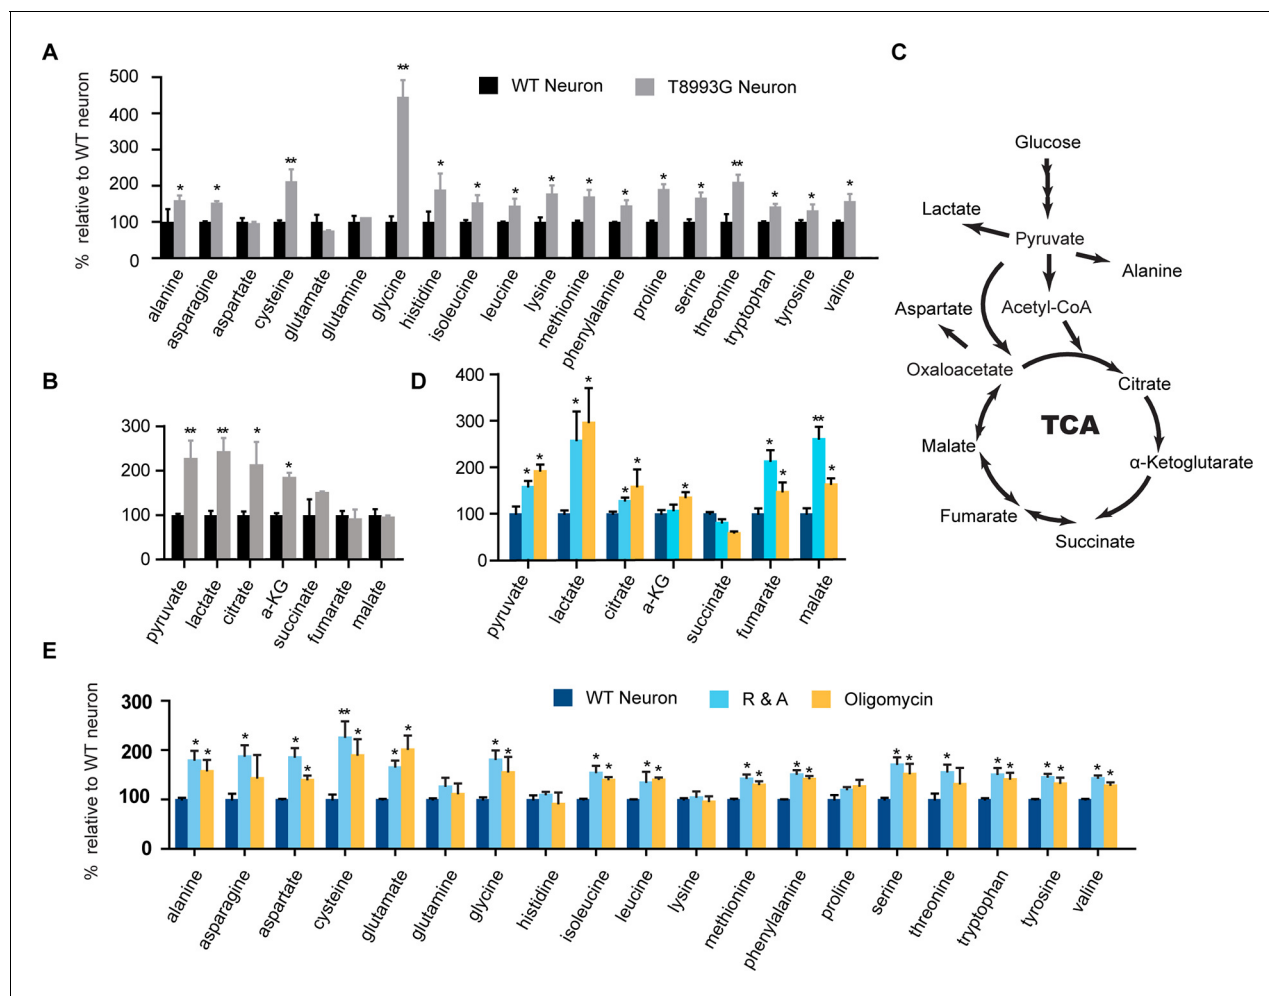 A
% relative to WT neuron
500
400
300
200
100
0
WT Neuron
T8993G Neuron
** ** * * * * * * * * * * ** * * *
alanine
asparagine
aspartate
cysteine
glutamate
glutamine
glycine
histidine
isoleucine
leucine
lysine
methionine
phenylanine
proline
serine
threonine
tryptophan
tyrosine
valine
B
300
200
100
0
** ** * *
pyruvate
lactate
citrate
a-KG
succinate
fumarate
malate
C
Glucose
Lactate
Pyruvate
Alanine
Aspartate
Acetyl-CoA
Oxaloacetate
Citrate
TCA
Malate
α-Ketoglutarate
Fumarate
Succinate
D
400
300
200
100
0
* * * * * * * * * ** *
pyruvate
lactate
citrate
a-KG
succinate
fumarate
malate
E
% relative to WT neuron
300
200
100
0
WT Neuron
R & A
Oligomycin
* * * * * ** * * * * * * * * * * * * * * * * * * * * * * *
alanine
asparagine
aspartate
cysteine
glutamate
glutamine
glycine
histidine
isoleucine
leucine
lysine
methionine
phenylanine
proline
serine
threonine
tryptophan
tyrosine
valine